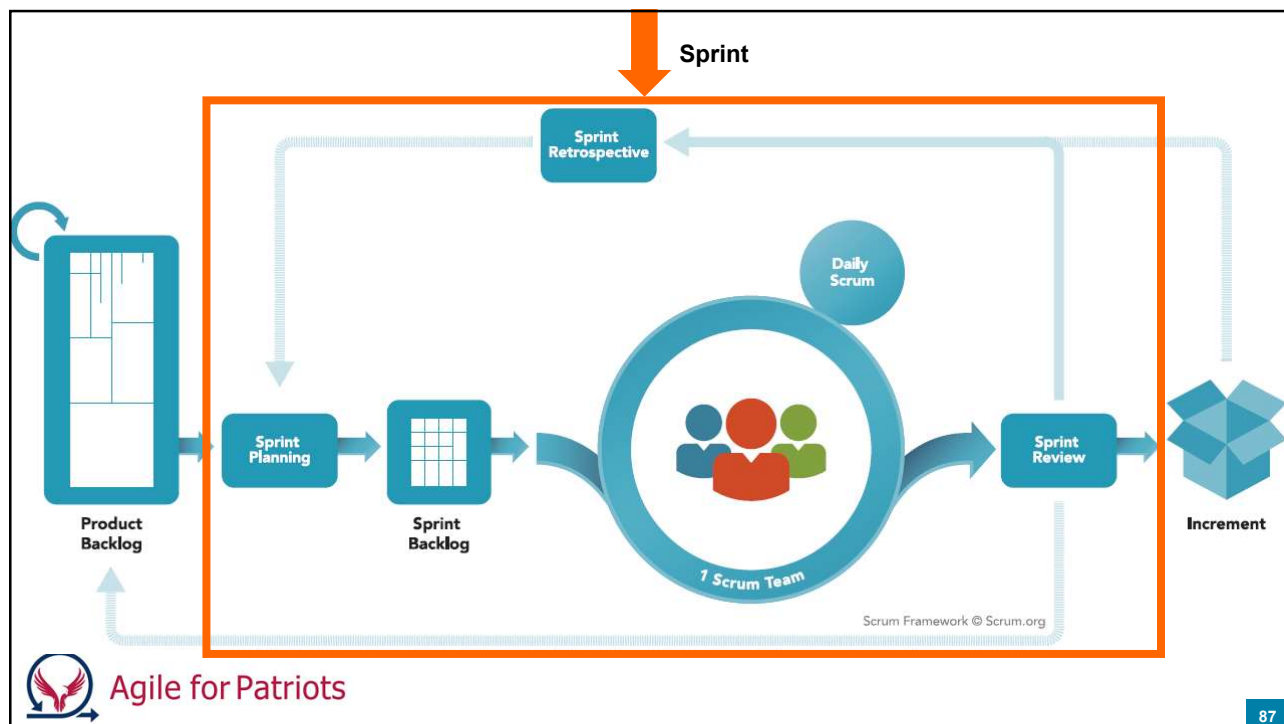 Sprint
Sprint
Retrospective
Daily
Scrum
Sprint
Planning
Sprint
Review
Product
Backlog
Sprint
Backlog
Increment
1 Scrum Team
Scrum Framework © Scrum.org
Agile for Patriots
87